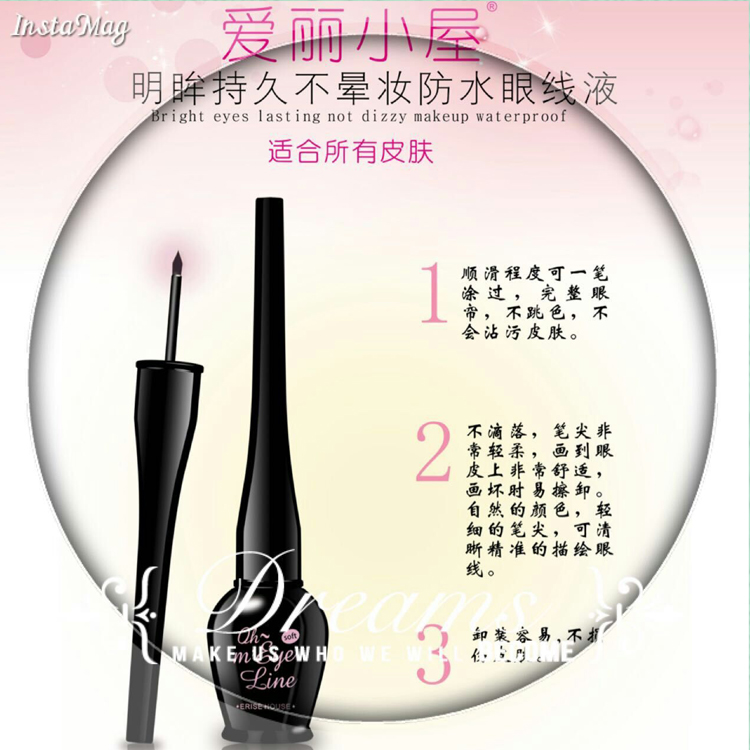 InstaMag
爱丽小屋®
明眸持久不晕妆防水眼线液
Bright eyes lasting not dizzy makeup waterproof
适合所有皮肤
1
顺滑程度可一笔
涂过，完整眼
帘，不跳色，不
会沾污皮肤。
2
不滴落，笔尖非
常轻柔，画到眼
皮上非常舒适，
画坏时易擦卸。
自然的颜色，轻
细的笔尖，可清
晰精准的描绘眼
线。
Dreams
3
卸装容易，不损
MAKE US WHO WE WILL BECOME
Oh~
soft
m'Eye
Line
ERISE HOUSE